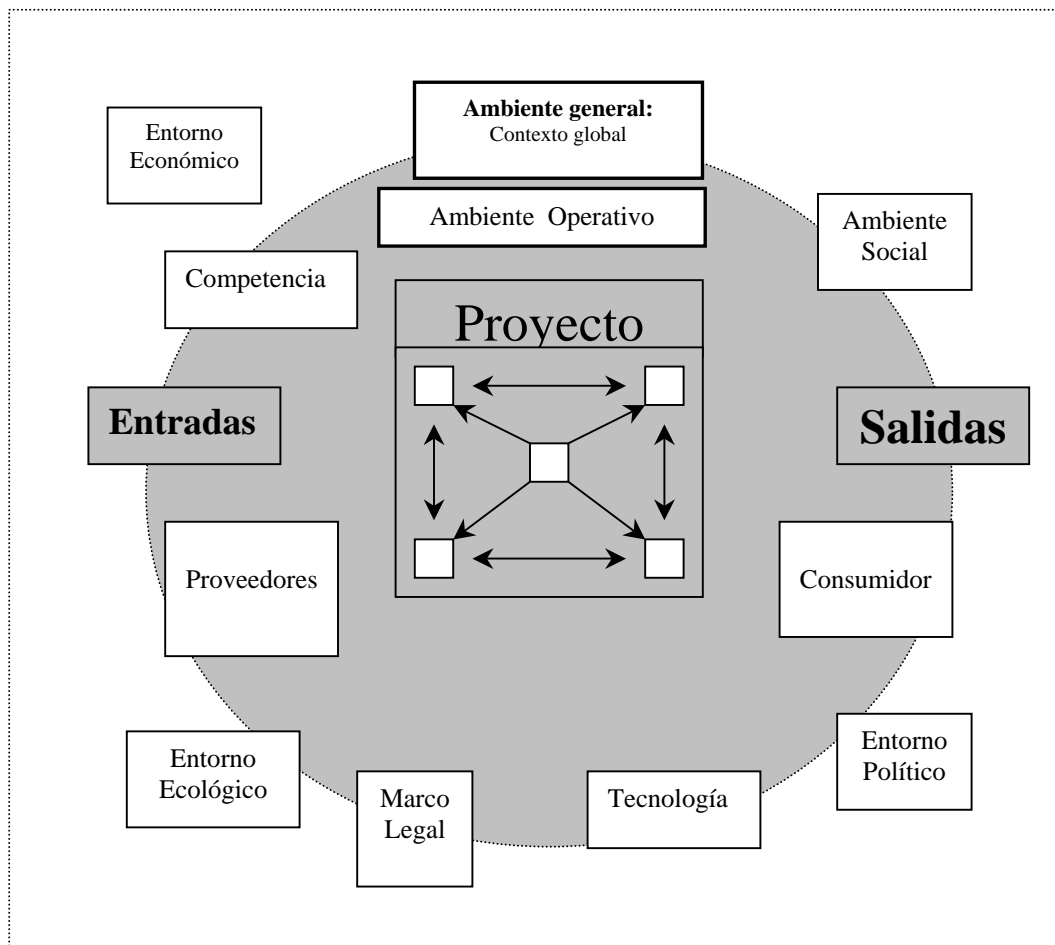 Ambiente general:
Contexto global
Entorno
Económico
Ambiente Operativo
Ambiente
Social
Competencia
Proyecto
Entradas
Salidas
Proveedores
Consumidor
Entorno
Ecológico
Entorno
Político
Marco
Legal
Tecnología